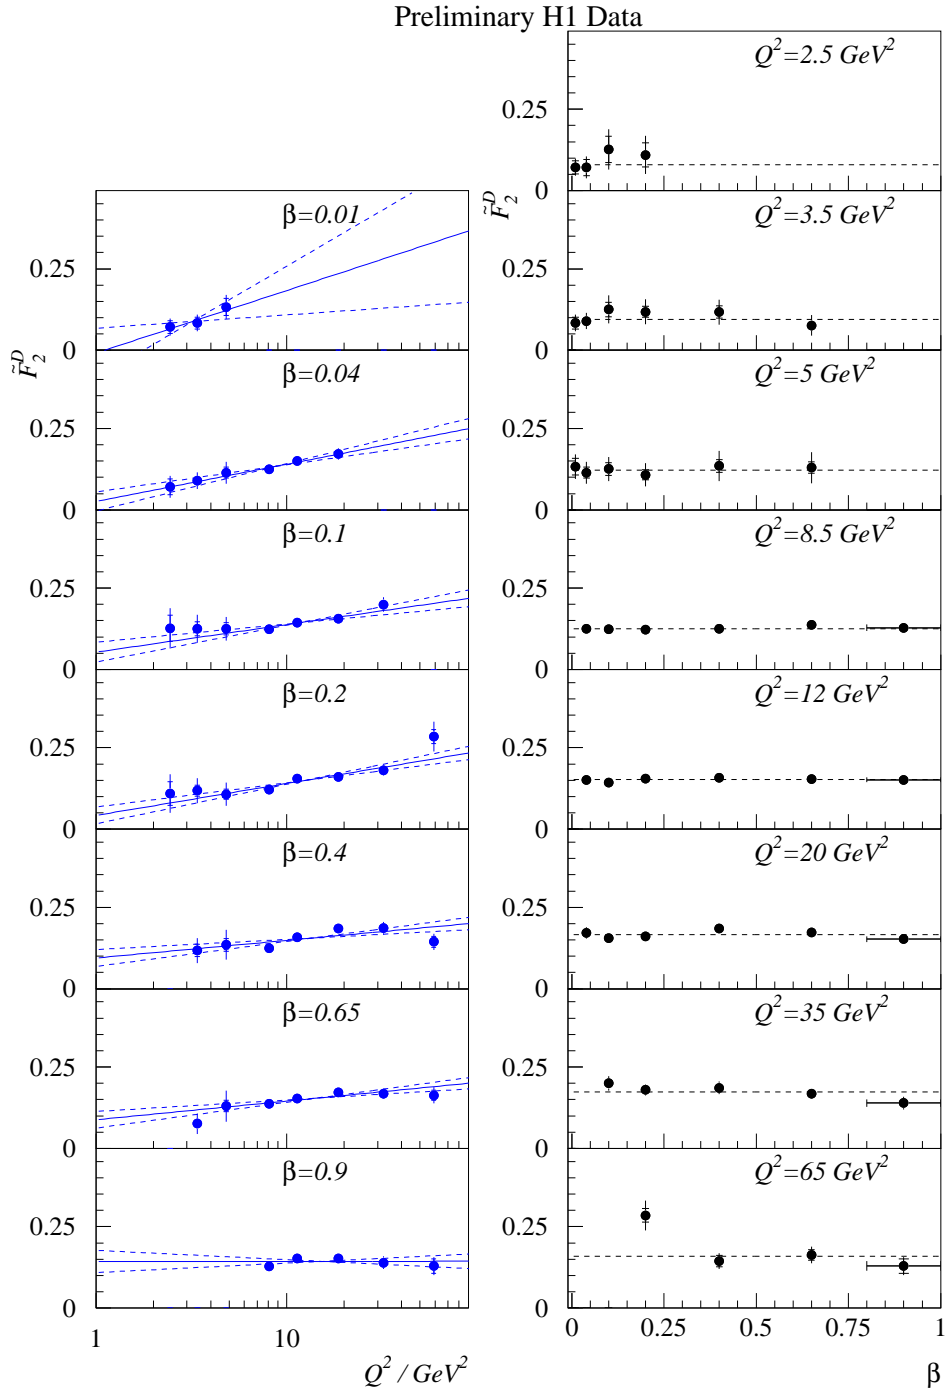 Preliminary H1 Data
F̃₂ᴰ
β=0.01
0.25
0
β=0.04
0.25
0
β=0.1
0.25
0
β=0.2
0.25
0
β=0.4
0.25
0
β=0.65
0.25
0
β=0.9
0.25
0
1 10
Q² / GeV²
F̃₂ᴰ
Q²=2.5 GeV²
0.25
0
Q²=3.5 GeV²
0.25
0
Q²=5 GeV²
0.25
0
Q²=8.5 GeV²
0.25
0
Q²=12 GeV²
0.25
0
Q²=20 GeV²
0.25
0
Q²=35 GeV²
0.25
0
Q²=65 GeV²
0.25
0
0 0.25 0.5 0.75 1
β